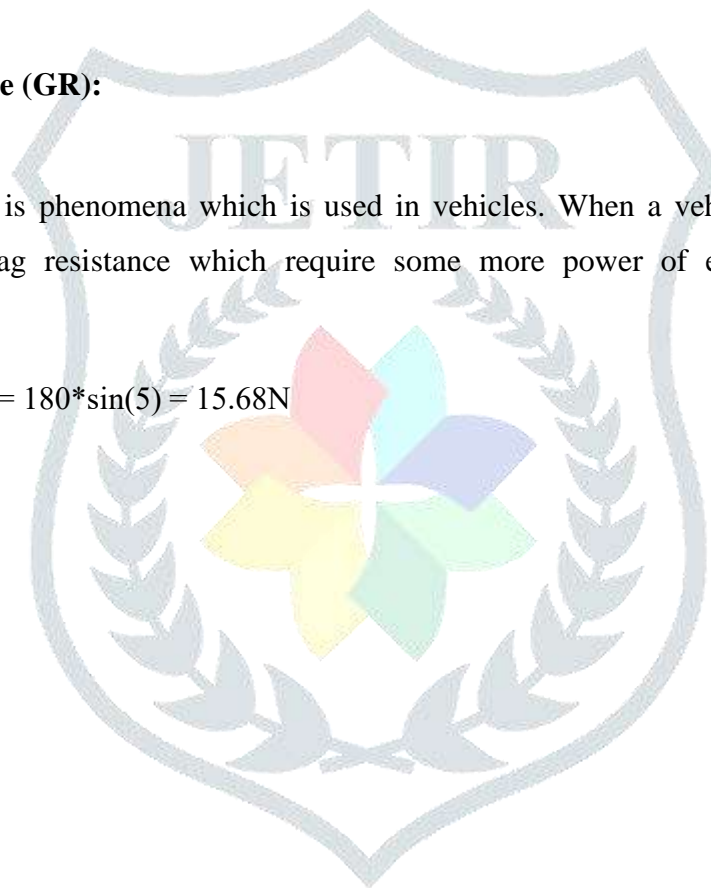 e (GR):
JETIR
is phenomena which is used in vehicles. When a veh
ag resistance which require some more power of e
= 180*sin(5) = 15.68N